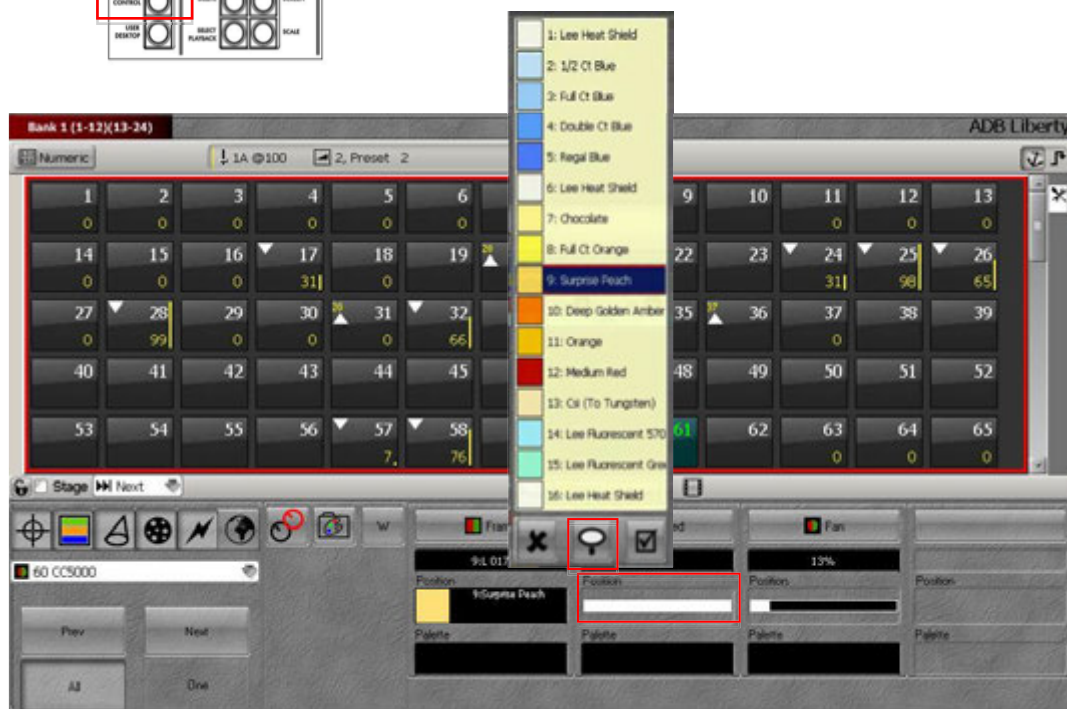 CONTROL
USER
DESKTOP
SELECT
PLAYBACK
SCALE
1: Lee Heat Shield
2: 1/2 Ct Blue
3: Full Ct Blue
4: Double Ct Blue
5: Regal Blue
6: Lee Heat Shield
7: Chocolate
8: Full Ct Orange
9: Surprise Peach
10: Deep Golden Amber
11: Orange
12: Medium Red
13: Csi (To Tungsten)
14: Lee Fluorescent 570
15: Lee Fluorescent Gree
16: Lee Heat Shield
Bank 1 (1-12)(13-24)
ADB Liberty
Numeric 1A @100 2, Preset 2
1 2 3 4 5 6 9 10 11 12 13
0 0 0 0 0 0 0 0 0
14 15 16 17 18 19 20 22 23 24 25 26
0 0 0 31 0 31 98 65
27 28 29 30 31 32 35 37 36 37 38 39
0 99 0 0 0 66 0
40 41 42 43 44 45 48 49 50 51 52
53 54 55 56 57 58 61 62 63 64 65
7. 76 0 0 0
Stage Next
W Fan
60 CC5000
9:L 017 13%
Position Position Position Position
9:Surprise Peach
Prev Next
Palette Palette Palette Palette
All One